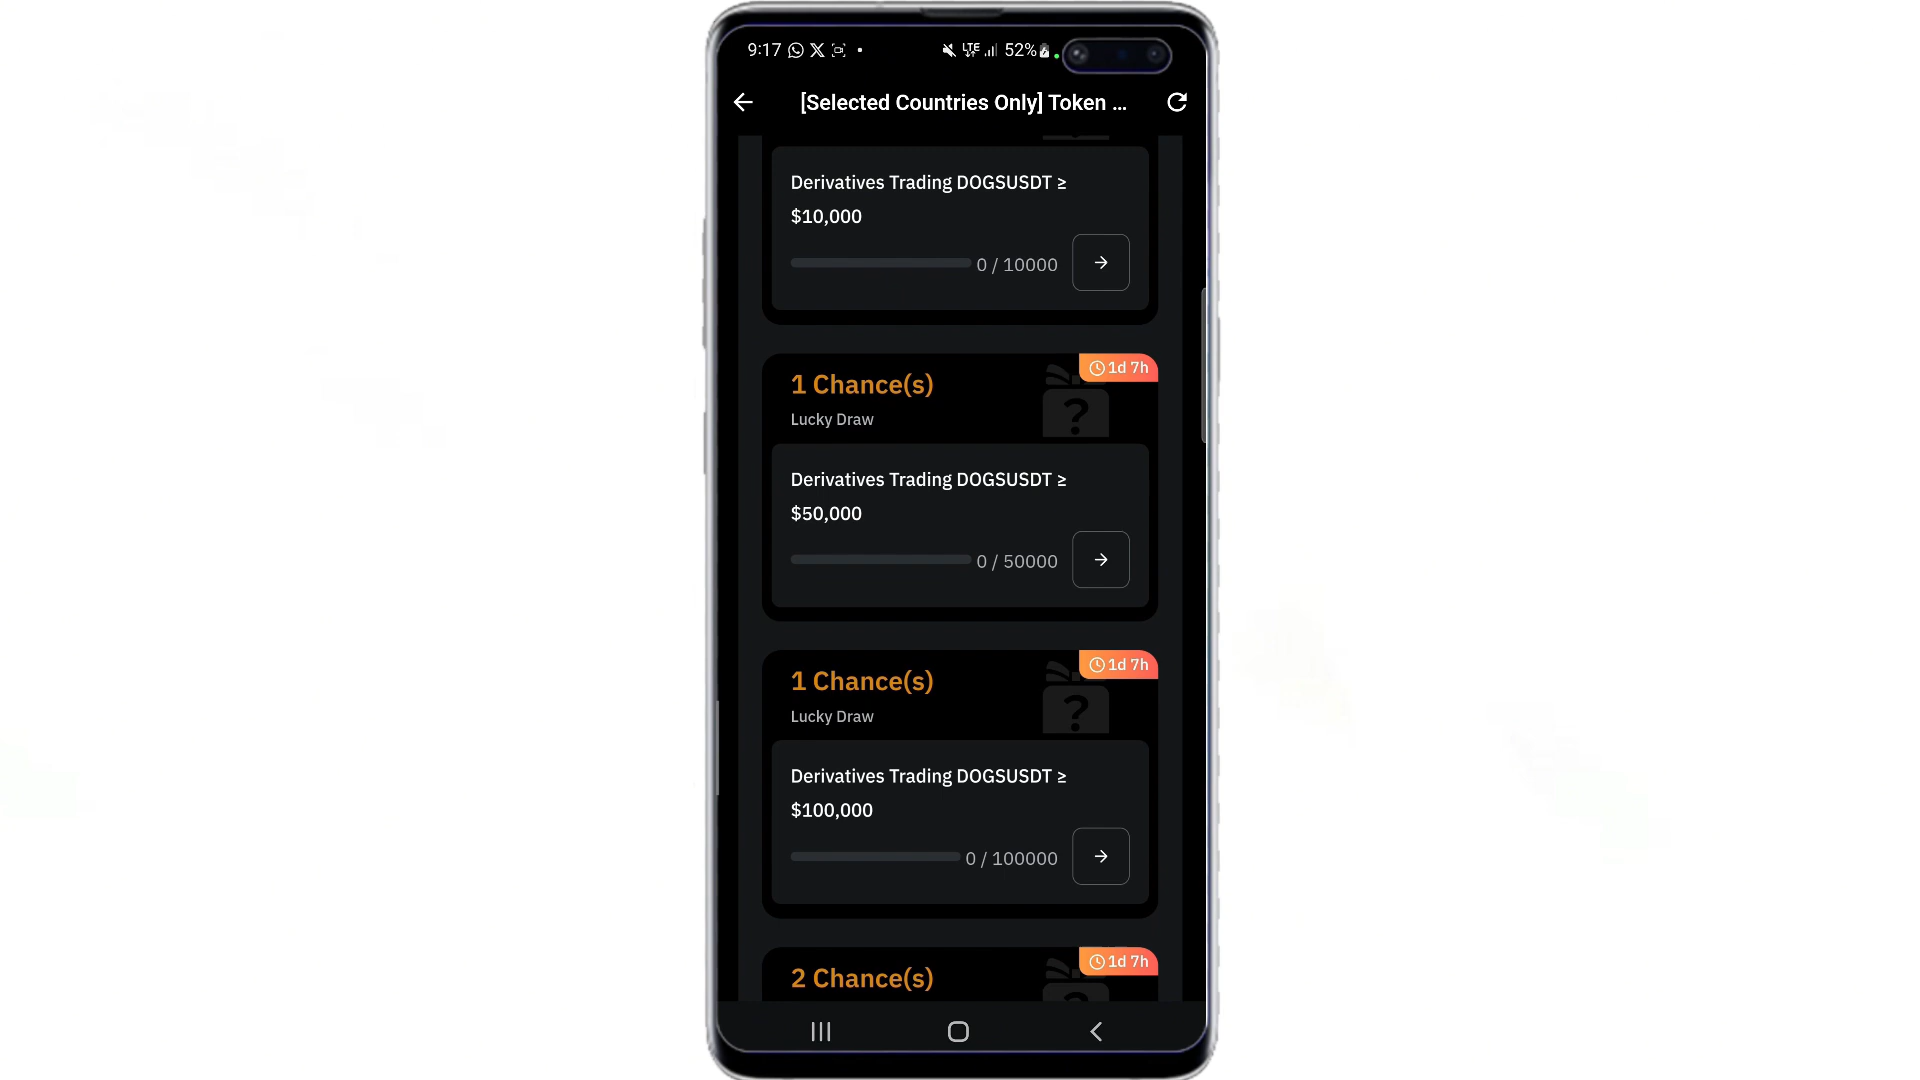 9:17
LTE
52%
[Selected Countries Only] Token ...
Derivatives Trading DOGSUSDT ≥
$10,000
0 / 10000
1d 7h
1 Chance(s)
Lucky Draw
?
Derivatives Trading DOGSUSDT ≥
$50,000
0 / 50000
1d 7h
1 Chance(s)
Lucky Draw
?
Derivatives Trading DOGSUSDT ≥
$100,000
0 / 100000
1d 7h
2 Chance(s)
?